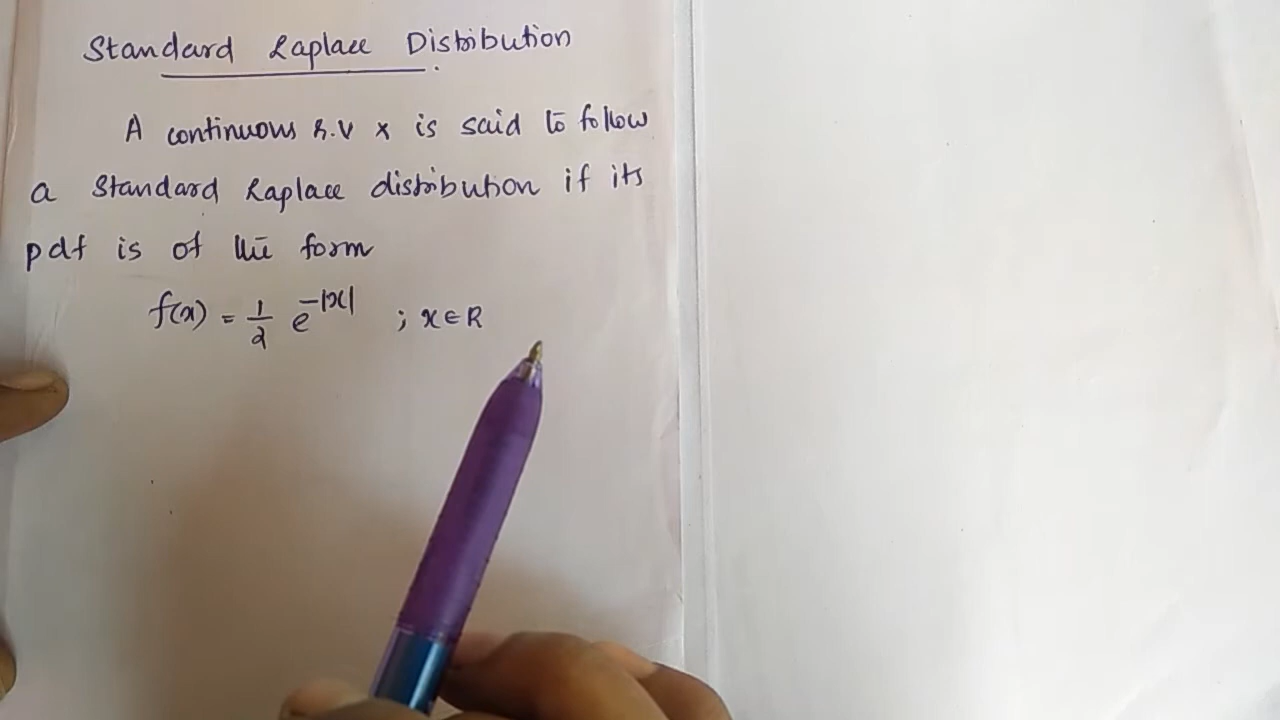 Standard Laplace Distribution
A continuous r.v x is said to follow
a Standard Laplace distribution if its
pdf is of the form
f(x) = 1/2 e^-|x| ; x ∈ R